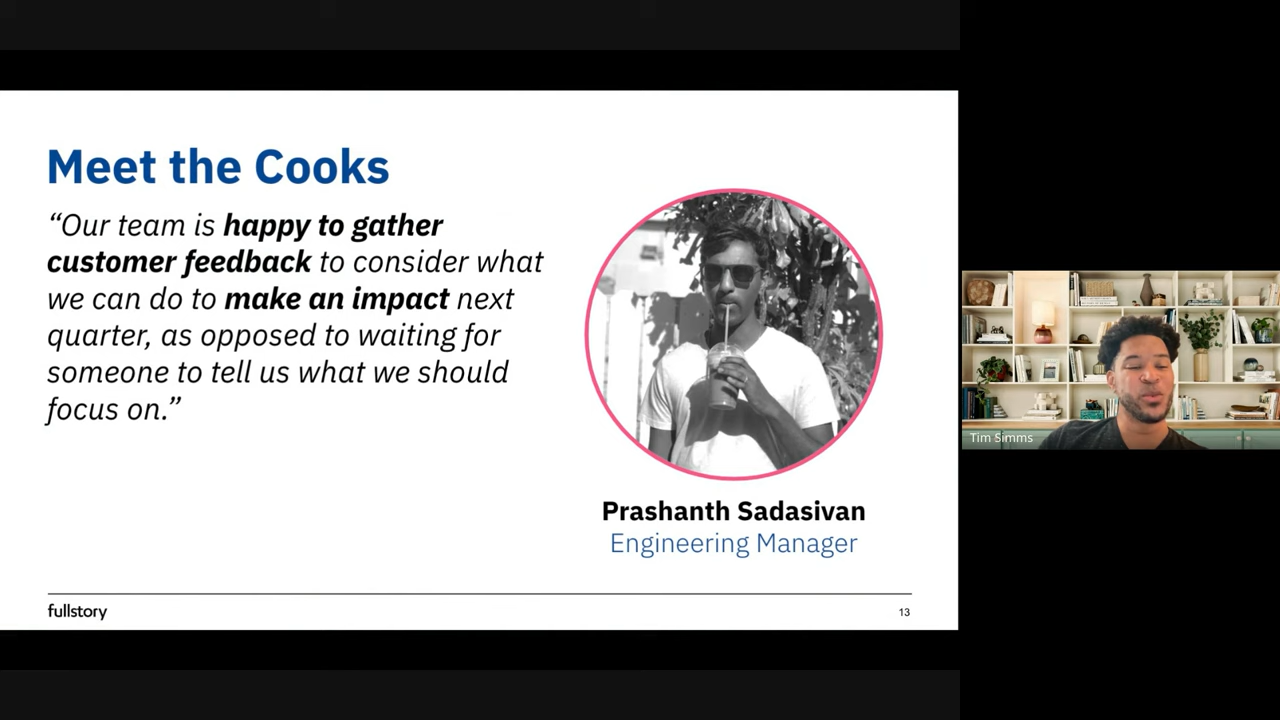 Meet the Cooks
“Our team is happy to gather
customer feedback to consider what
we can do to make an impact next
quarter, as opposed to waiting for
someone to tell us what we should
focus on.”
Prashanth Sadasivan
Engineering Manager
fullstory
13
Tim Simms